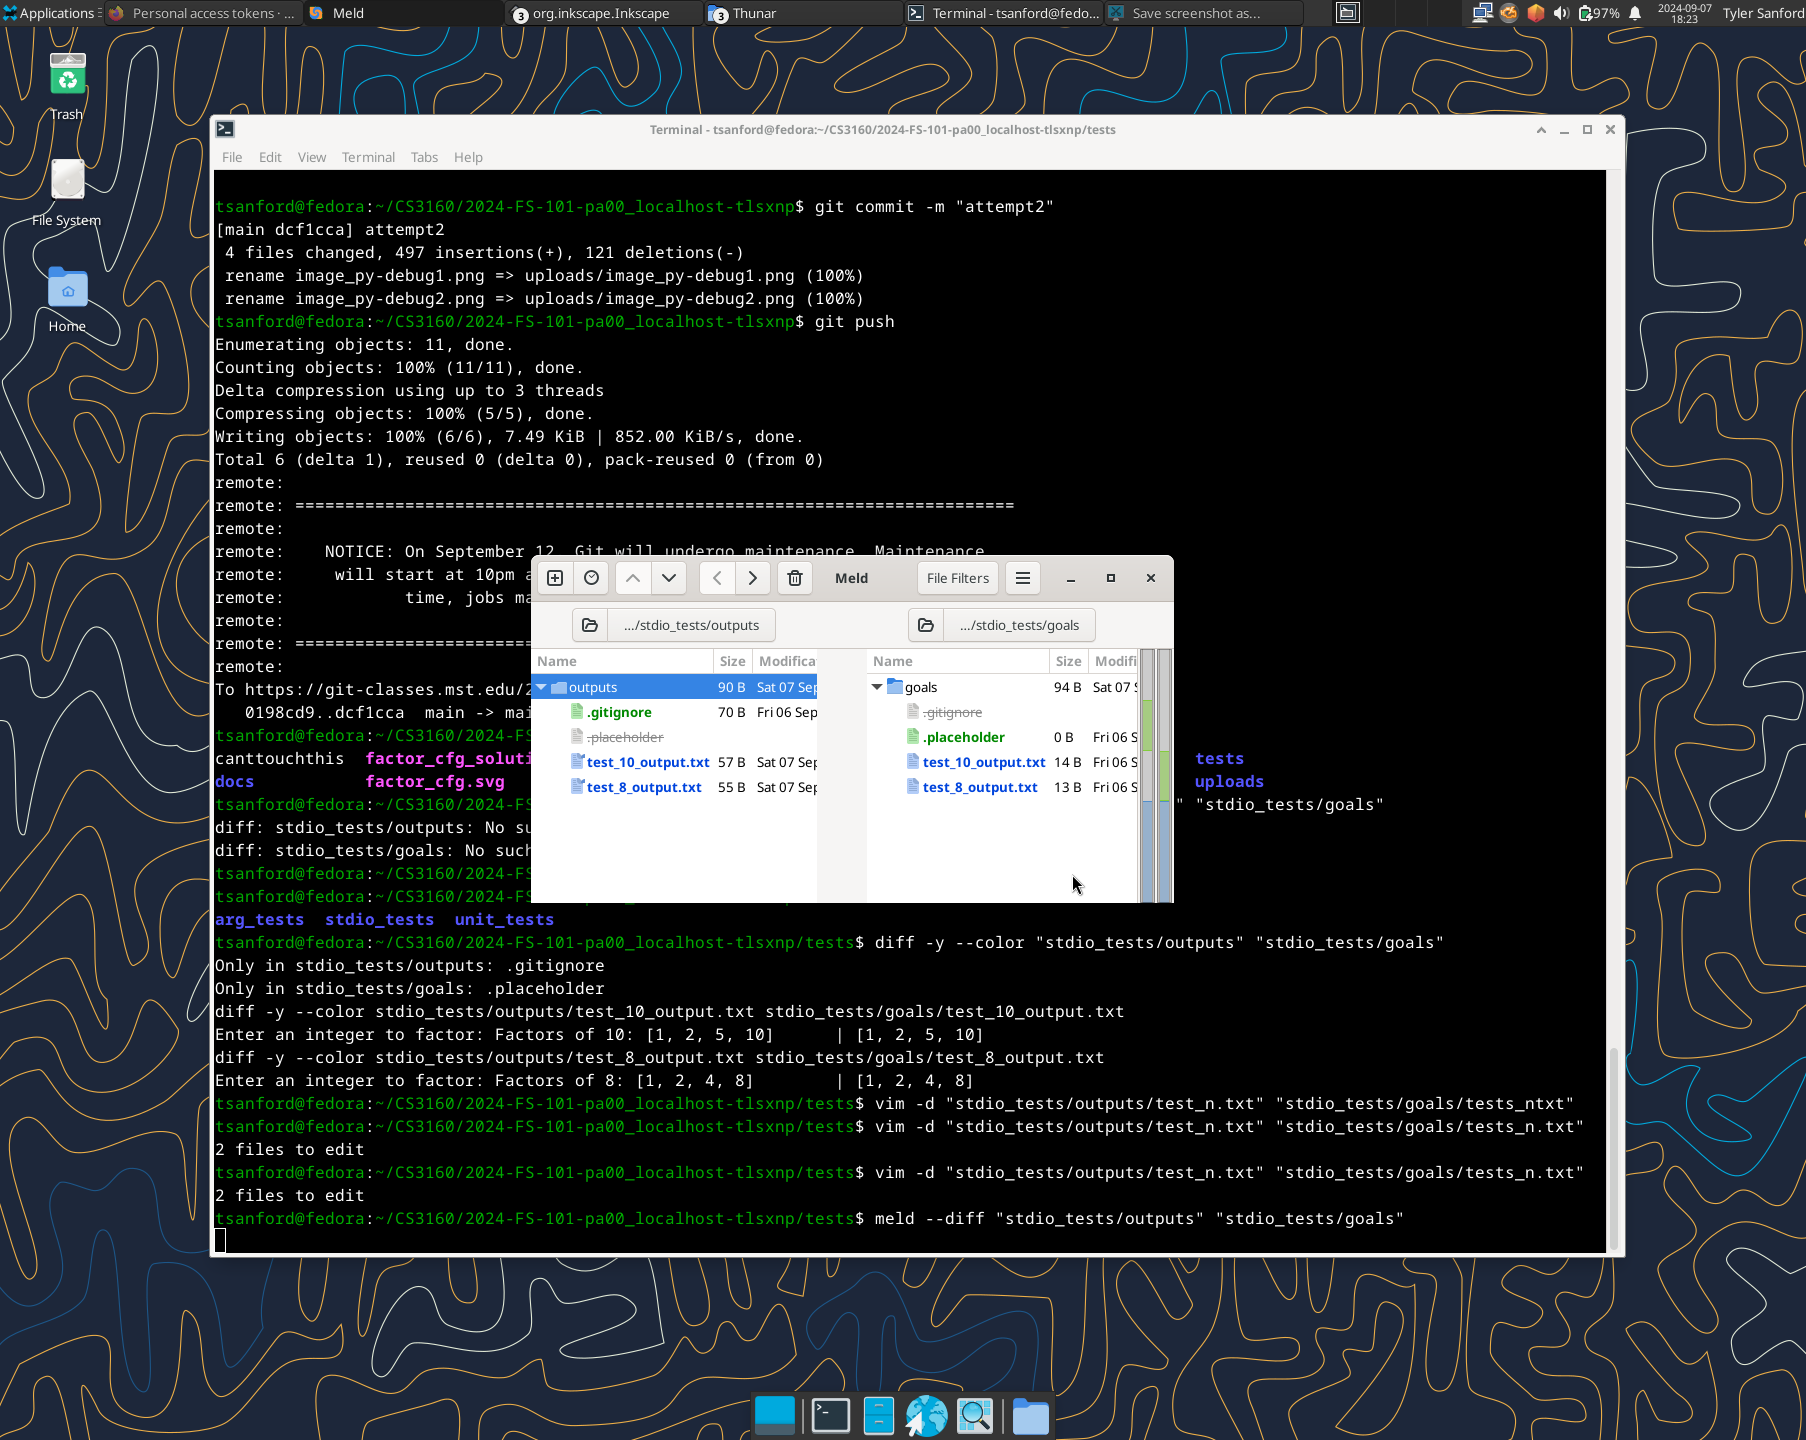 Applications
Personal access tokens - ...
Meld
3 org.inkscape.Inkscape
3 Thunar
Terminal - tsanford@fedo...
Save screenshot as...
97%
2024-09-07
18:23
Tyler Sanford
Trash
File System
Home
Terminal - tsanford@fedora:~/CS3160/2024-FS-101-pa00_localhost-tlsxnp/tests
File Edit View Terminal Tabs Help
tsanford@fedora:~/CS3160/2024-FS-101-pa00_localhost-tlsxnp$ git commit -m "attempt2"
[main dcf1cca] attempt2
4 files changed, 497 insertions(+), 121 deletions(-)
rename image_py-debug1.png => uploads/image_py-debug1.png (100%)
rename image_py-debug2.png => uploads/image_py-debug2.png (100%)
tsanford@fedora:~/CS3160/2024-FS-101-pa00_localhost-tlsxnp$ git push
Enumerating objects: 11, done.
Counting objects: 100% (11/11), done.
Delta compression using up to 3 threads
Compressing objects: 100% (5/5), done.
Writing objects: 100% (6/6), 7.49 KiB | 852.00 KiB/s, done.
Total 6 (delta 1), reused 0 (delta 0), pack-reused 0 (from 0)
remote:
remote: ========================================================================
remote:
remote: NOTICE: On September 12, Git will undergo maintenance. Maintenance
remote: will start at 10pm
remote: time, jobs
remote:
remote: ========================
remote:
To https://git-classes.mst.edu/2
0198cd9..dcf1cca main ->
tsanford@fedora:~/CS3160/2024-F
canttouchthis factor_cfg_soluti tests
docs factor_cfg.svg uploads
tsanford@fedora:~/CS3160/2024-F " "stdio_tests/goals"
diff: stdio_tests/outputs: No
diff: stdio_tests/goals: No such
tsanford@fedora:~/CS3160/2024-F
tsanford@fedora:~/CS3160/2024-F
arg_tests stdio_tests unit_tests
tsanford@fedora:~/CS3160/2024-FS-101-pa00_localhost-tlsxnp/tests$ diff -y --color "stdio_tests/outputs" "stdio_tests/goals"
Only in stdio_tests/outputs: .gitignore
Only in stdio_tests/goals: .placeholder
diff -y --color stdio_tests/outputs/test_10_output.txt stdio_tests/goals/test_10_output.txt
Enter an integer to factor: Factors of 10: [1, 2, 5, 10] | [1, 2, 5, 10]
diff -y --color stdio_tests/outputs/test_8_output.txt stdio_tests/goals/test_8_output.txt
Enter an integer to factor: Factors of 8: [1, 2, 4, 8] | [1, 2, 4, 8]
tsanford@fedora:~/CS3160/2024-FS-101-pa00_localhost-tlsxnp/tests$ vim -d "stdio_tests/outputs/test_n.txt" "stdio_tests/goals/tests_ntxt"
tsanford@fedora:~/CS3160/2024-FS-101-pa00_localhost-tlsxnp/tests$ vim -d "stdio_tests/outputs/test_n.txt" "stdio_tests/goals/tests_n.txt"
2 files to edit
tsanford@fedora:~/CS3160/2024-FS-101-pa00_localhost-tlsxnp/tests$ vim -d "stdio_tests/outputs/test_n.txt" "stdio_tests/goals/tests_n.txt"
2 files to edit
tsanford@fedora:~/CS3160/2024-FS-101-pa00_localhost-tlsxnp/tests$ meld --diff "stdio_tests/outputs" "stdio_tests/goals"
Meld
File Filters
.../stdio_tests/outputs
.../stdio_tests/goals
Name Size Modifica
outputs 90 B Sat 07 Sep
.gitignore 70 B Fri 06 Sep
.placeholder
test_10_output.txt 57 B Sat 07 Sep
test_8_output.txt 55 B Sat 07 Sep
Name Size Modifi
goals 94 B Sat 07 S
.gitignore
.placeholder 0 B Fri 06 S
test_10_output.txt 14 B Fri 06 S
test_8_output.txt 13 B Fri 06 S